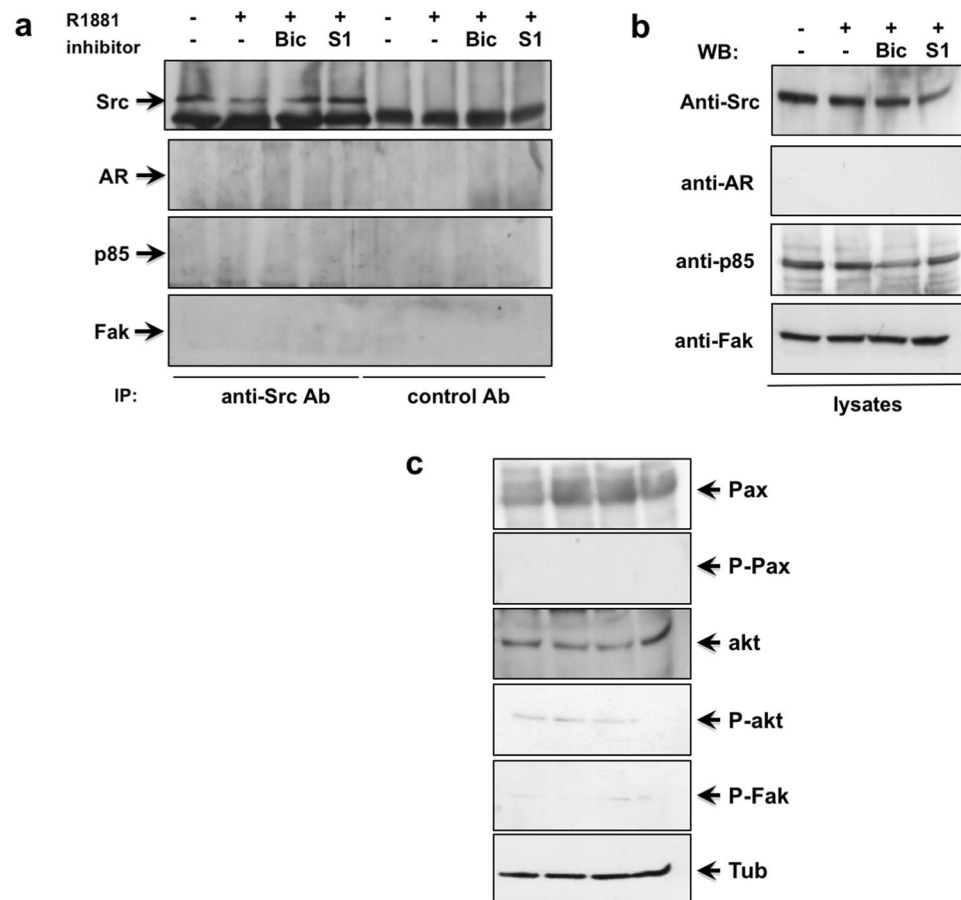 a
R1881 - + + + - + + +
inhibitor - - Bic S1 - - Bic S1
Src
AR
p85
Fak
IP: anti-Src Ab control Ab
b
- + + +
WB: - - Bic S1
Anti-Src
anti-AR
anti-p85
anti-Fak
lysates
c
Pax
P-Pax
akt
P-akt
P-Fak
Tub